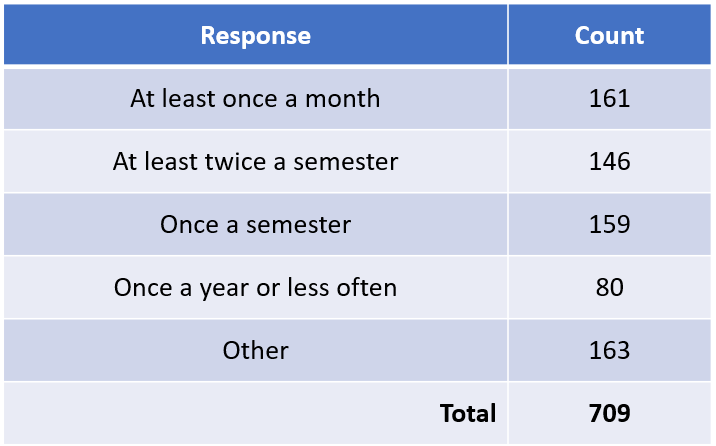 Response Count
At least once a month 161
At least twice a semester 146
Once a semester 159
Once a year or less often 80
Other 163
Total 709